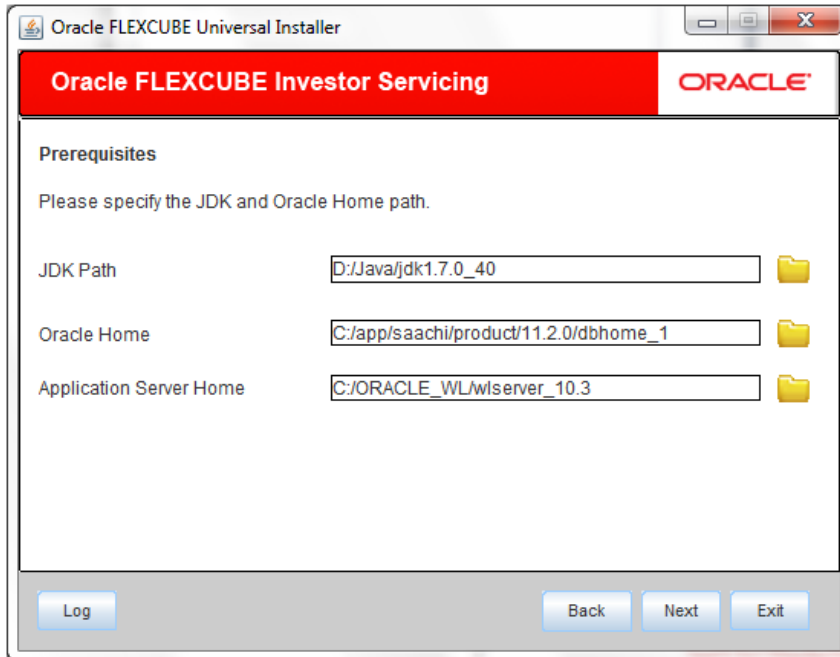 Oracle FLEXCUBE Universal Installer
Oracle FLEXCUBE Investor Servicing
ORACLE®
Prerequisites
Please specify the JDK and Oracle Home path.
JDK Path D:/Java/jdk1.7.0_40
Oracle Home C:/app/saachi/product/11.2.0/dbhome_1
Application Server Home C:/ORACLE_WL/wlserver_10.3
Log Back Next Exit